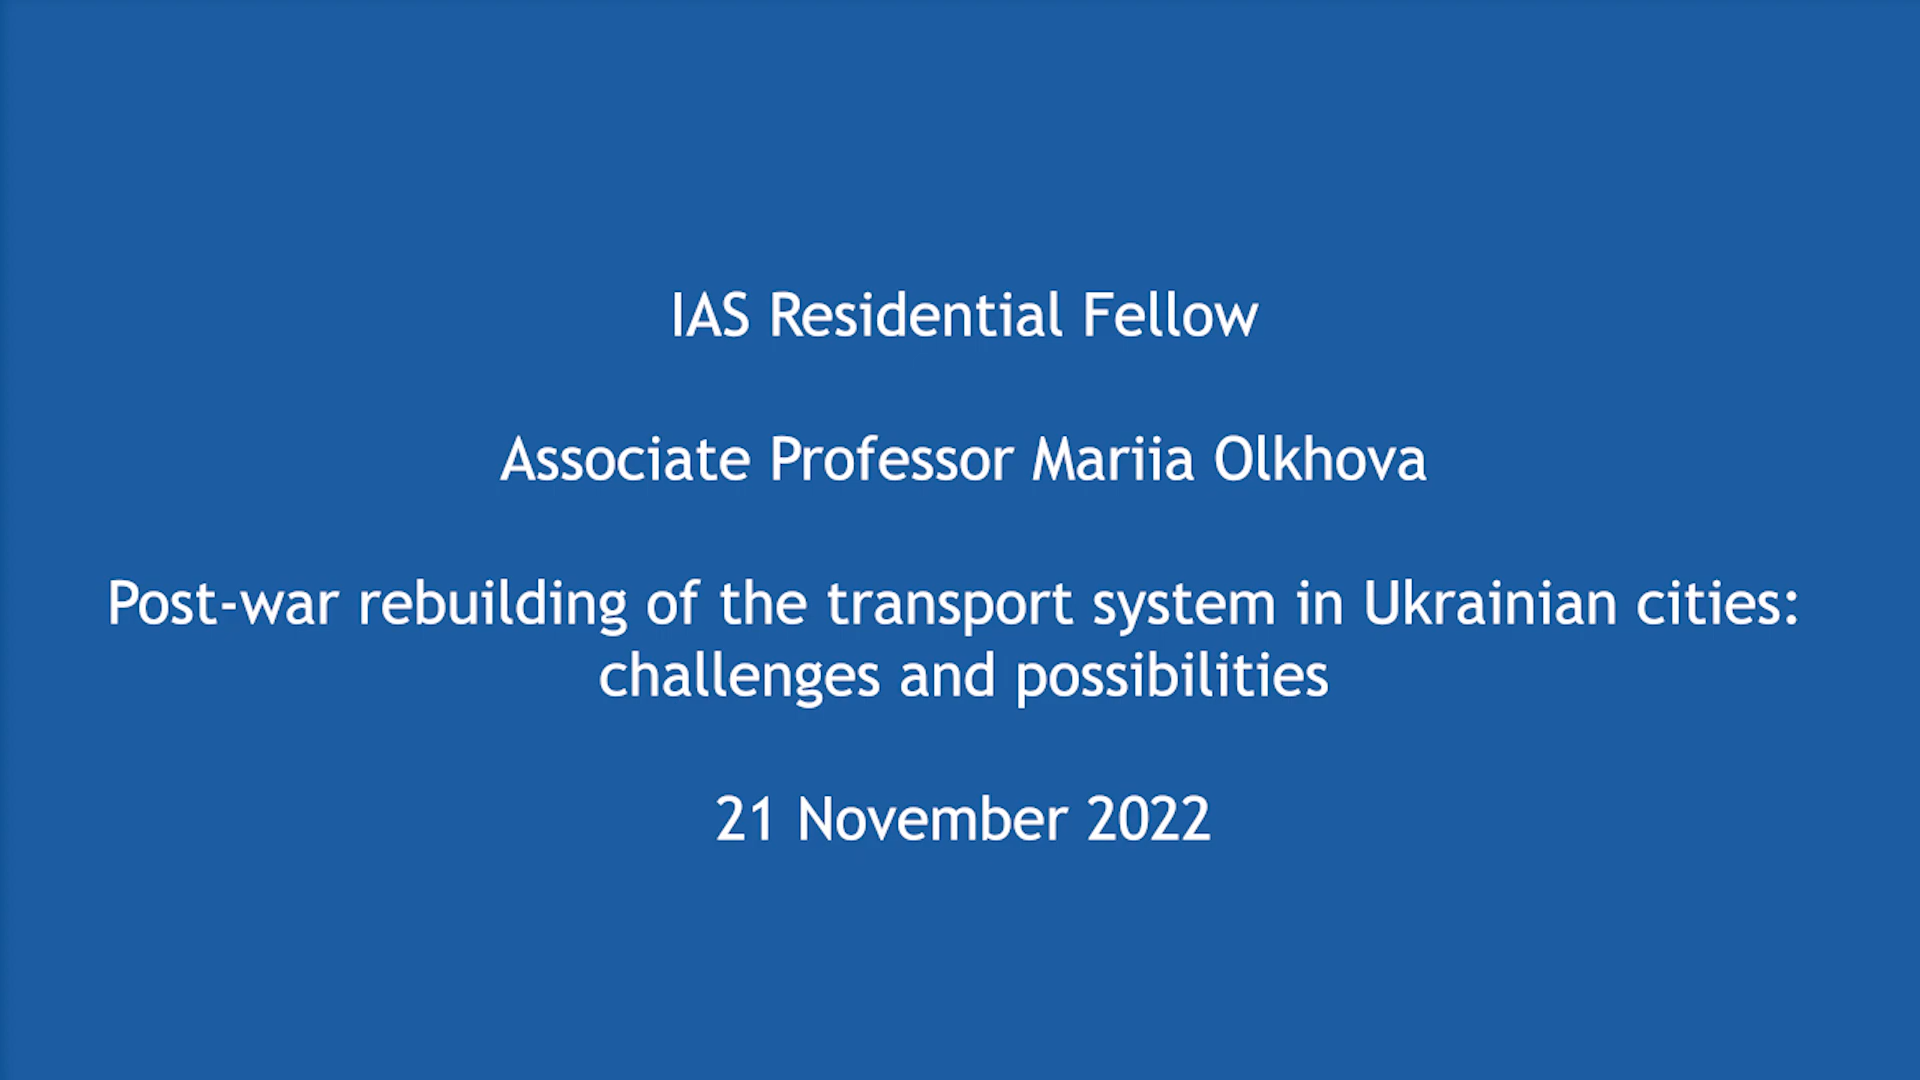 IAS Residential Fellow
Associate Professor Mariia Olkhova
Post-war rebuilding of the transport system in Ukrainian cities:
challenges and possibilities
21 November 2022